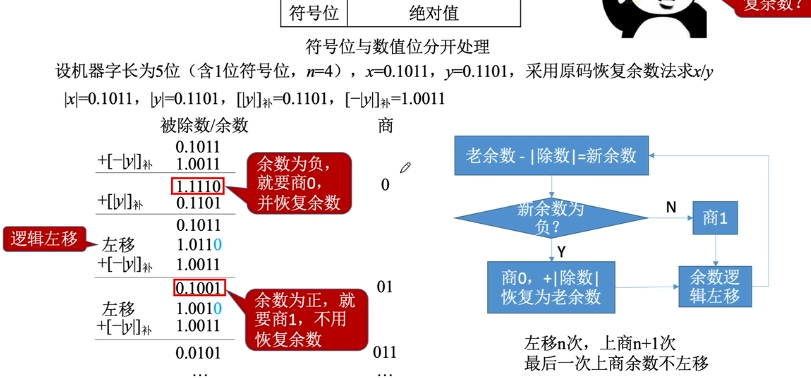 符号位 绝对值
复余数？
符号位与数值位分开处理
设机器字长为5位（含1位符号位，n=4），x=0.1011，y=0.1101，采用原码恢复余数法求x/y
|x|=0.1011，|y|=0.1101，[|y|]补=0.1101，[−|y|]补=1.0011
被除数/余数 商
0.1011
+[−|y|]补 1.0011
1.1110 0
+[|y|]补 0.1101
0.1011
左移 1.0110
+[−|y|]补 1.0011
0.1001 01
左移 1.0010
+[−|y|]补 1.0011
0.0101 011
… …
余数为负，
就要商0，
并恢复余数
逻辑左移
余数为正，就
要商1，不用
恢复余数
老余数 - |除数|=新余数
新余数为
负？
N
商1
Y
商0，+|除数|
恢复为老余数
余数逻
辑左移
左移n次，上商n+1次
最后一次上商余数不左移